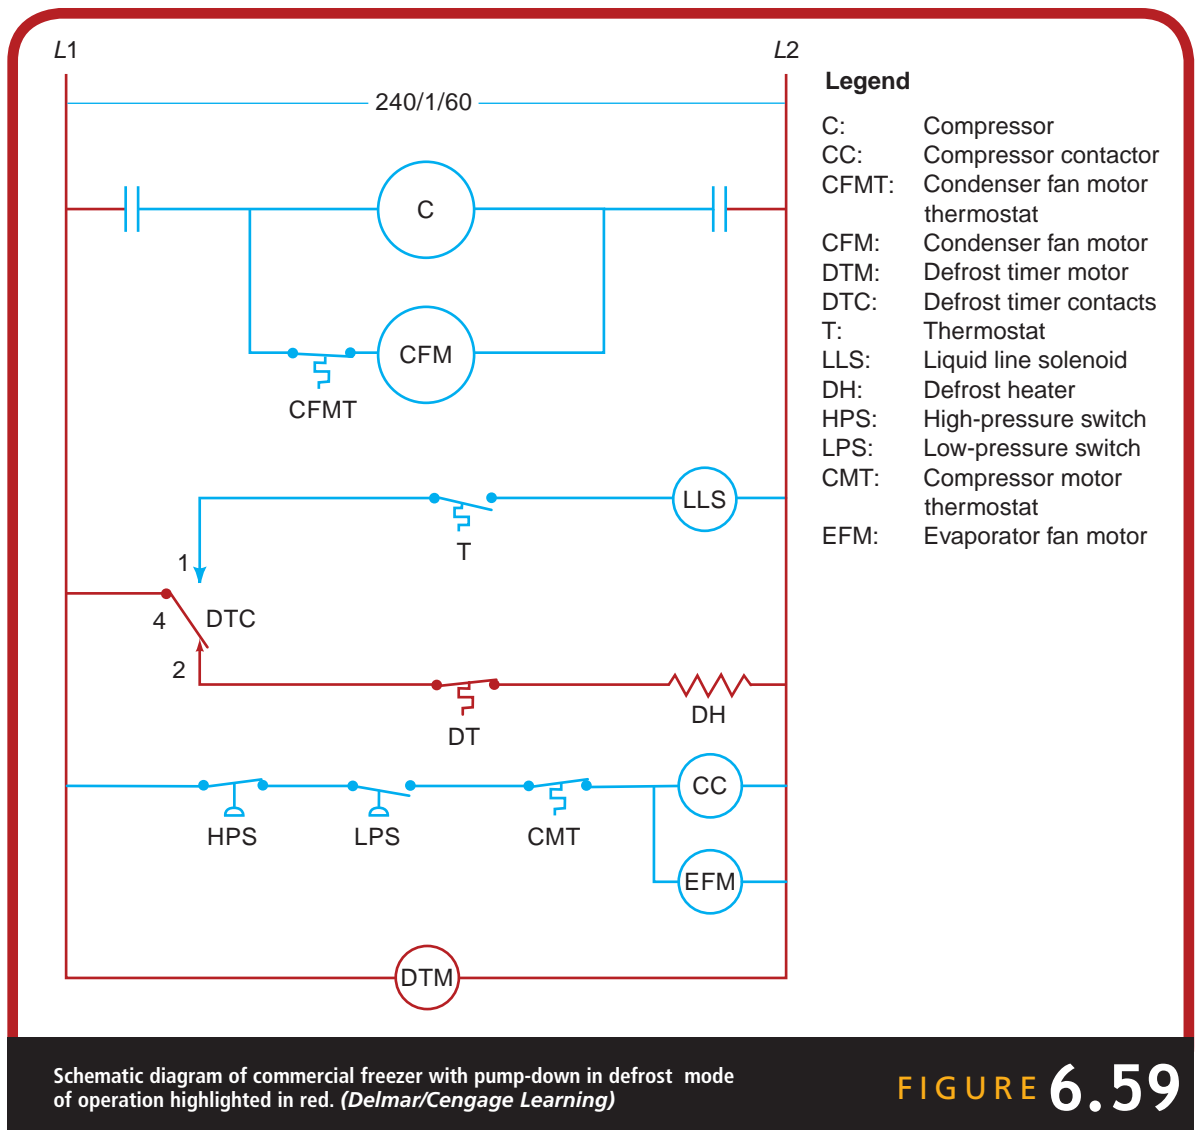 L1
L2
240/1/60
C
CFM
CFMT
LLS
T
1
4
DTC
2
DT
DH
HPS
LPS
CMT
CC
EFM
DTM
Legend
C: Compressor
CC: Compressor contactor
CFMT: Condenser fan motor
thermostat
CFM: Condenser fan motor
DTM: Defrost timer motor
DTC: Defrost timer contacts
T: Thermostat
LLS: Liquid line solenoid
DH: Defrost heater
HPS: High-pressure switch
LPS: Low-pressure switch
CMT: Compressor motor
thermostat
EFM: Evaporator fan motor
Schematic diagram of commercial freezer with pump-down in defrost mode
of operation highlighted in red. (Delmar/Cengage Learning)
FIGURE 6.59